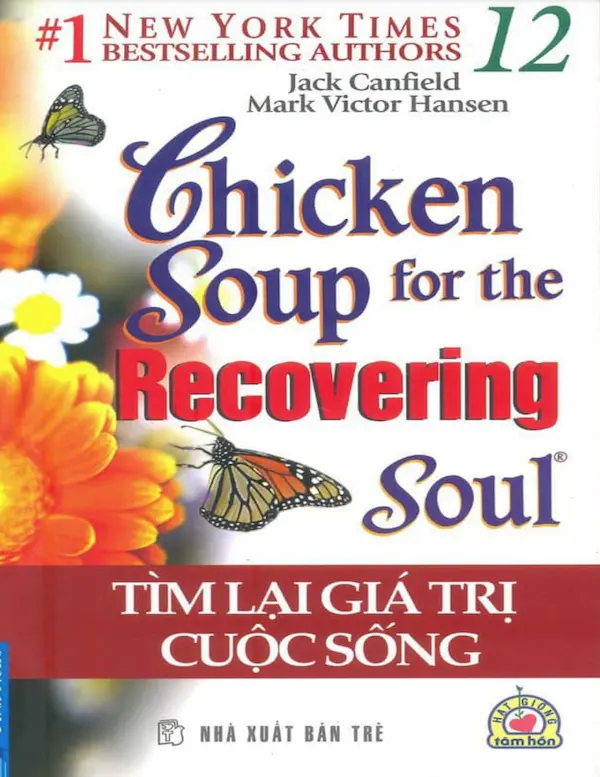 #1 NEW YORK TIMES
BESTSELLING AUTHORS
12
Jack Canfield
Mark Victor Hansen
Chicken
Soup for the
Recovering
Soul®
TÌM LẠI GIÁ TRỊ
CUỘC SỐNG
NHÀ XUẤT BẢN TRẺ
HẠT GIỐNG
tâm hồn